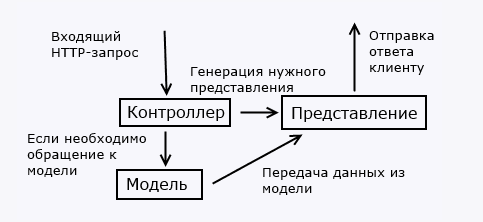 Входящий
HTTP-запрос
Отправка
ответа
клиенту
Генерация нужного
представления
Контроллер
Представление
Если необходимо
обращение к
модели
Модель
Передача данных из
модели